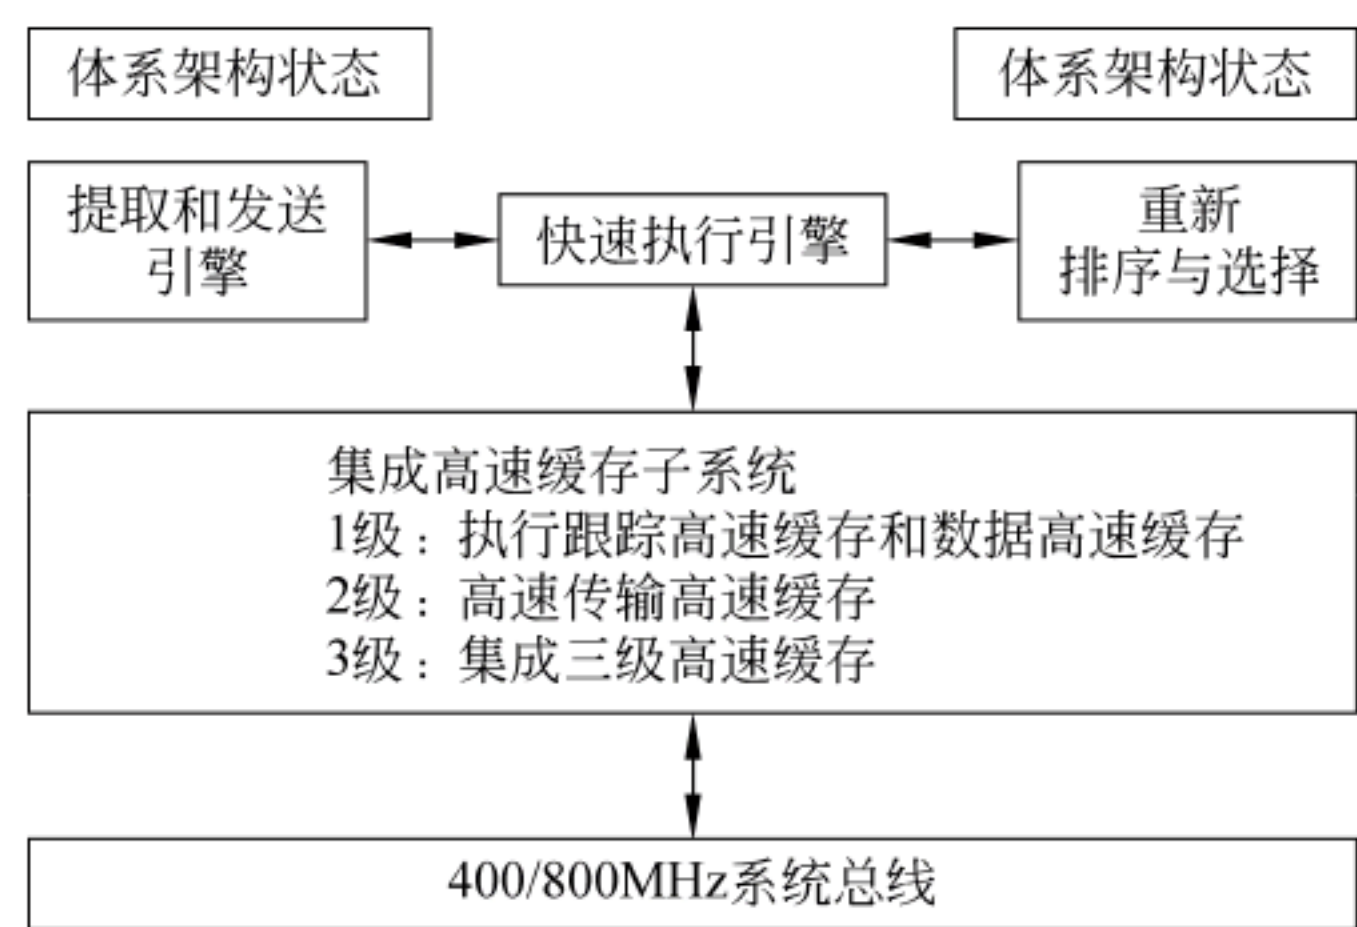 体系架构状态
体系架构状态
提取和发送
引擎
快速执行引擎
重新
排序与选择
集成高速缓存子系统
1级：执行跟踪高速缓存和数据高速缓存
2级：高速传输高速缓存
3级：集成三级高速缓存
400/800MHz系统总线